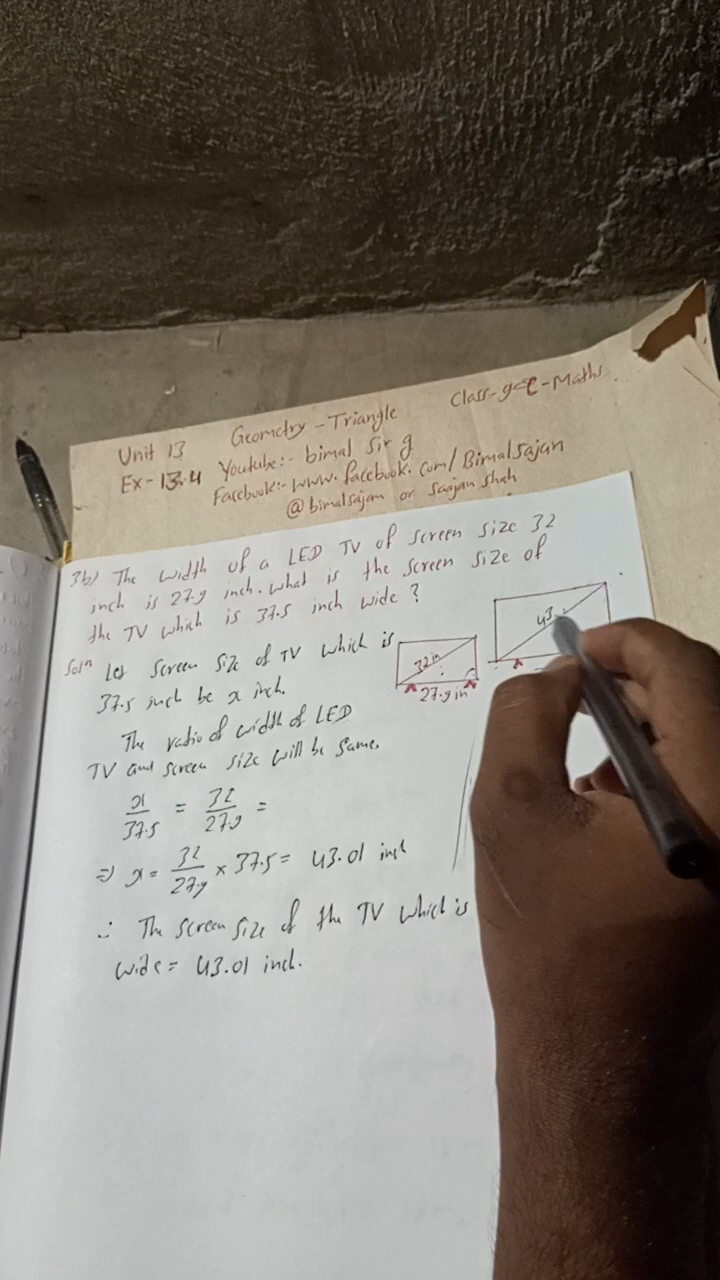 Unit 13 Geometry - Triangle Class-9 - Maths.
Ex-13.4 Youtube:- bimal Sir g
Facebook:- www.facebook.com/Bimalsajan
@bimalsajan or saajan shah
3b) The width of a LED TV of screen size 32
inch is 27.9 inch. what is the screen size of
the TV which is 37.5 inch wide ?
Solⁿ Let screen size of TV which is
37.5 inch be x inch.
The ratio of width of LED
TV and screen size will be same.
x/37.5 = 32/27.9 =
⇒ x = 32/27.9 × 37.5 = 43.01 inch
∴ The screen size of the TV which is
wide = 43.01 inch.
32 in
27.9 in
43.